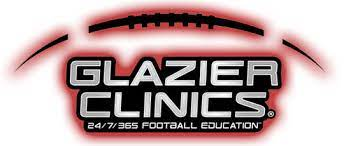 GLAZIER
CLINICS®
24/7/365 FOOTBALL EDUCATION™